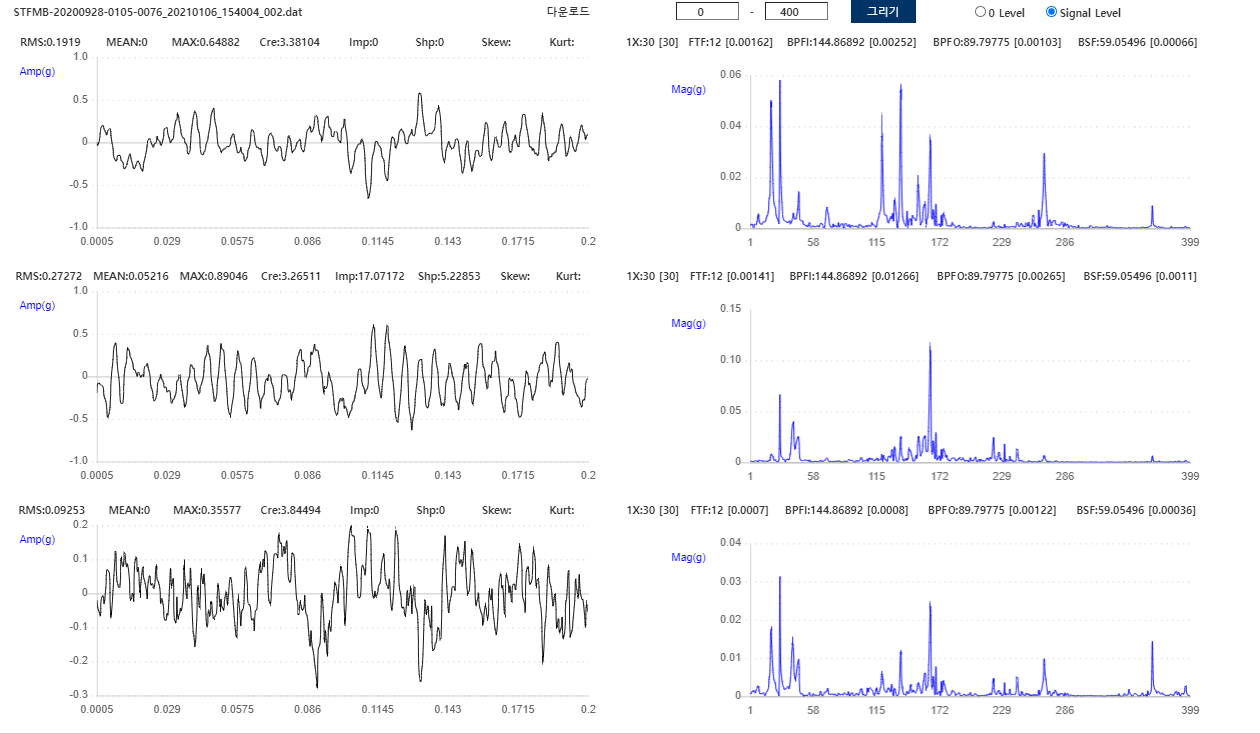 STFMB-20200928-0105-0076_20210106_154004_002.dat 다운로드 0 - 400 그리기 0 Level Signal Level
RMS:0.1919 MEAN:0 MAX:0.64882 Cre:3.38104 Imp:0 Shp:0 Skew: Kurt: 1X:30 [30] FTF:12 [0.00162] BPFI:144.86892 [0.00252] BPFO:89.79775 [0.00103] BSF:59.05496 [0.00066]
Amp(g)
1.0
0.5
0
-0.5
-1.0
0.0005 0.029 0.0575 0.086 0.1145 0.143 0.1715 0.2
Mag(g)
0.06
0.04
0.02
0
1 58 115 172 229 286 399
RMS:0.27272 MEAN:0.05216 MAX:0.89046 Cre:3.26511 Imp:17.07172 Shp:5.22853 Skew: Kurt: 1X:30 [30] FTF:12 [0.00141] BPFI:144.86892 [0.01266] BPFO:89.79775 [0.00265] BSF:59.05496 [0.0011]
Amp(g)
1.0
0.5
0
-0.5
-1.0
0.0005 0.029 0.0575 0.086 0.1145 0.143 0.1715 0.2
Mag(g)
0.15
0.10
0.05
0
1 58 115 172 229 286 399
RMS:0.09253 MEAN:0 MAX:0.35577 Cre:3.84494 Imp:0 Shp:0 Skew: Kurt: 1X:30 [30] FTF:12 [0.0007] BPFI:144.86892 [0.0008] BPFO:89.79775 [0.00122] BSF:59.05496 [0.00036]
Amp(g)
0.2
0.1
0
-0.1
-0.2
-0.3
0.0005 0.029 0.0575 0.086 0.1145 0.143 0.1715 0.2
Mag(g)
0.04
0.03
0.02
0.01
0
1 58 115 172 229 286 399